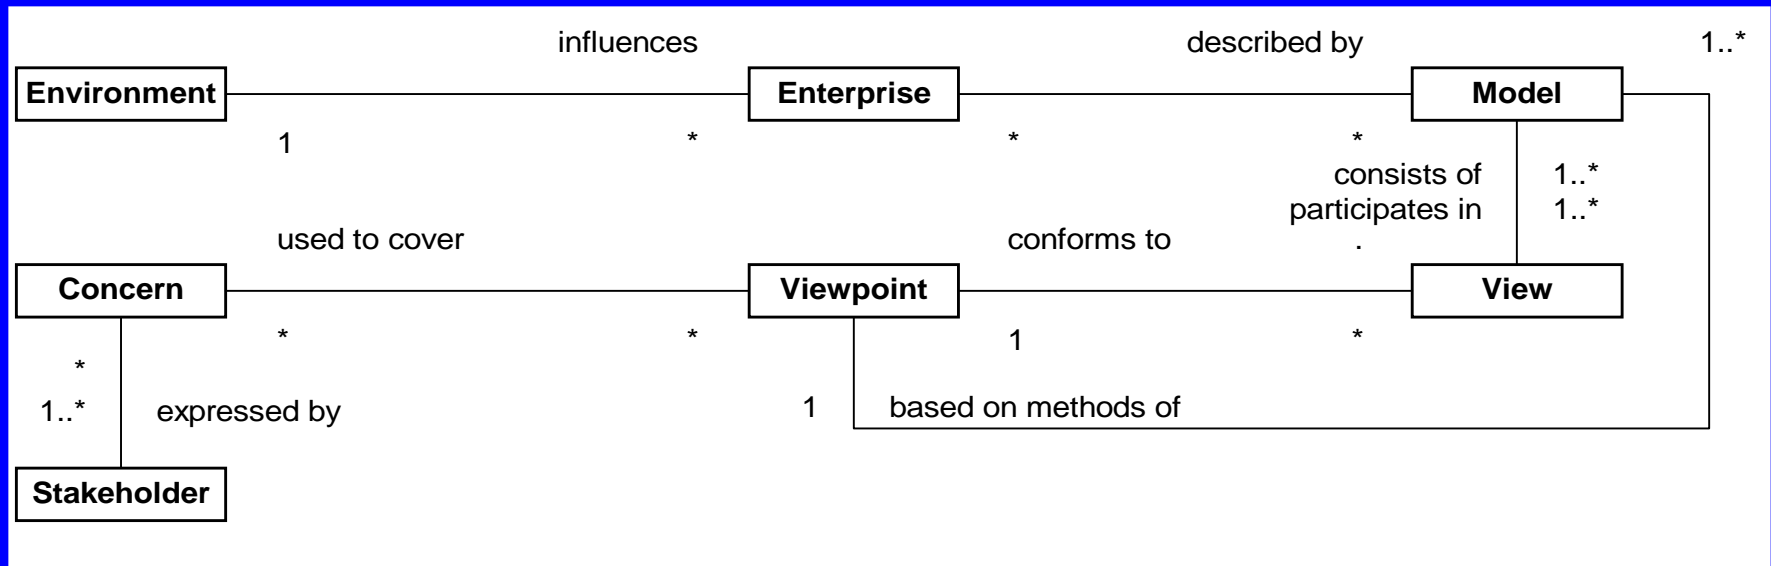 influences described by 1..*
Environment Enterprise Model
1 * * *
consists of 1..*
participates in 1..*
used to cover conforms to .
Concern Viewpoint View
* * 1 *
*
1..* expressed by 1 based on methods of
Stakeholder